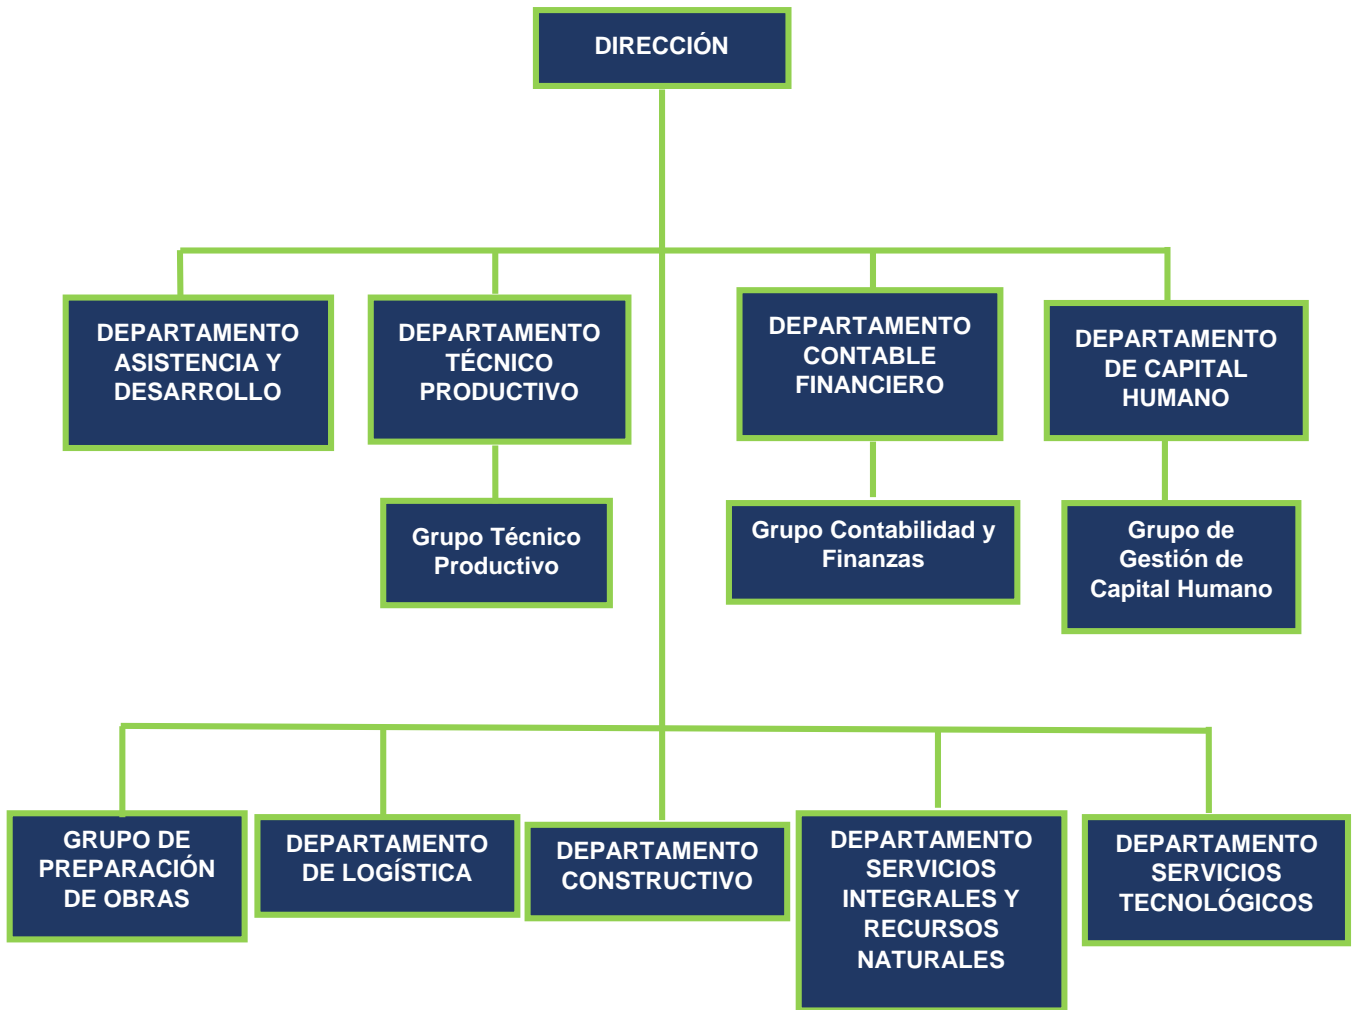 DIRECCIÓN
DEPARTAMENTO
ASISTENCIA Y
DESARROLLO
DEPARTAMENTO
TÉCNICO
PRODUCTIVO
DEPARTAMENTO
CONTABLE
FINANCIERO
DEPARTAMENTO
DE CAPITAL
HUMANO
Grupo Técnico
Productivo
Grupo Contabilidad y
Finanzas
Grupo de
Gestión de
Capital Humano
GRUPO DE
PREPARACIÓN
DE OBRAS
DEPARTAMENTO
DE LOGÍSTICA
DEPARTAMENTO
CONSTRUCTIVO
DEPARTAMENTO
SERVICIOS
INTEGRALES Y
RECURSOS
NATURALES
DEPARTAMENTO
SERVICIOS
TECNOLÓGICOS